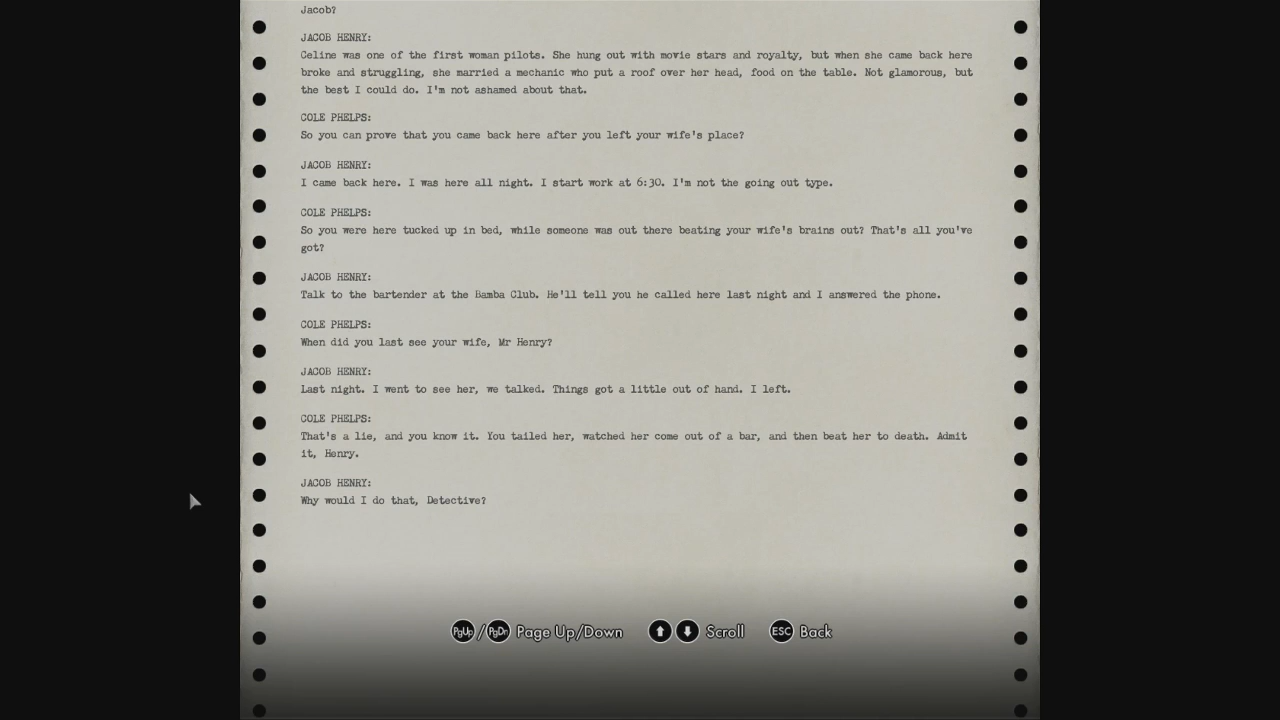 Jacob?
JACOB HENRY:
Celine was one of the first woman pilots. She hung out with movie stars and royalty, but when she came back here
broke and struggling, she married a mechanic who put a roof over her head, food on the table. Not glamorous, but
the best I could do. I'm not ashamed about that.
COLE PHELPS:
So you can prove that you came back here after you left your wife's place?
JACOB HENRY:
I came back here. I was here all night. I start work at 6:30. I'm not the going out type.
COLE PHELPS:
So you were here tucked up in bed, while someone was out there beating your wife's brains out? That's all you've
got?
JACOB HENRY:
Talk to the bartender at the Bamba Club. He'll tell you he called here last night and I answered the phone.
COLE PHELPS:
When did you last see your wife, Mr Henry?
JACOB HENRY:
Last night. I went to see her, we talked. Things got a little out of hand. I left.
COLE PHELPS:
That's a lie, and you know it. You tailed her, watched her come out of a bar, and then beat her to death. Admit
it, Henry.
JACOB HENRY:
Why would I do that, Detective?
PgUp / PgDn Page Up/Down Scroll ESC Back